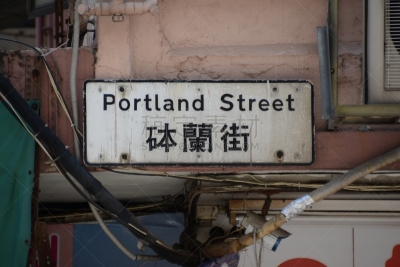 Portland Street
砵蘭街